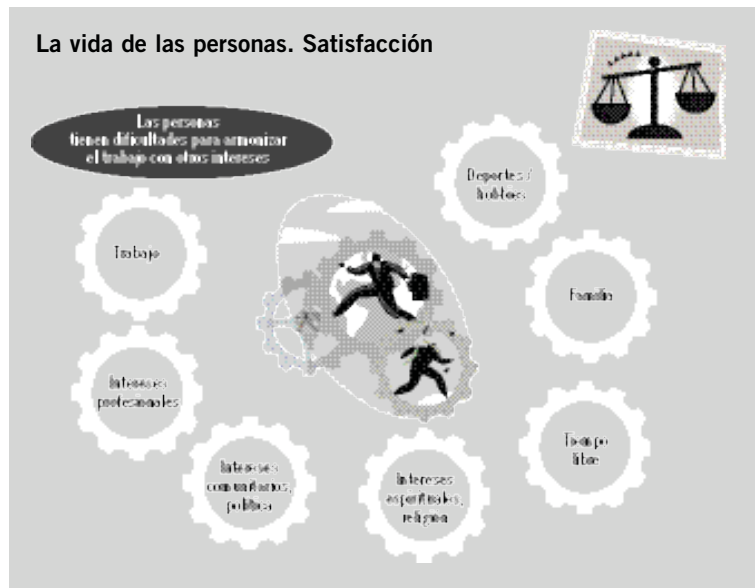 La vida de las personas. Satisfacción
Las personas
tienen dificultades para armonizar
el trabajo con otros intereses
Deportes /
hobbies
Trabajo
Familia
Intereses
profesionales
Tiempo
libre
Intereses
comunitarios,
política
Intereses
espirituales,
religión